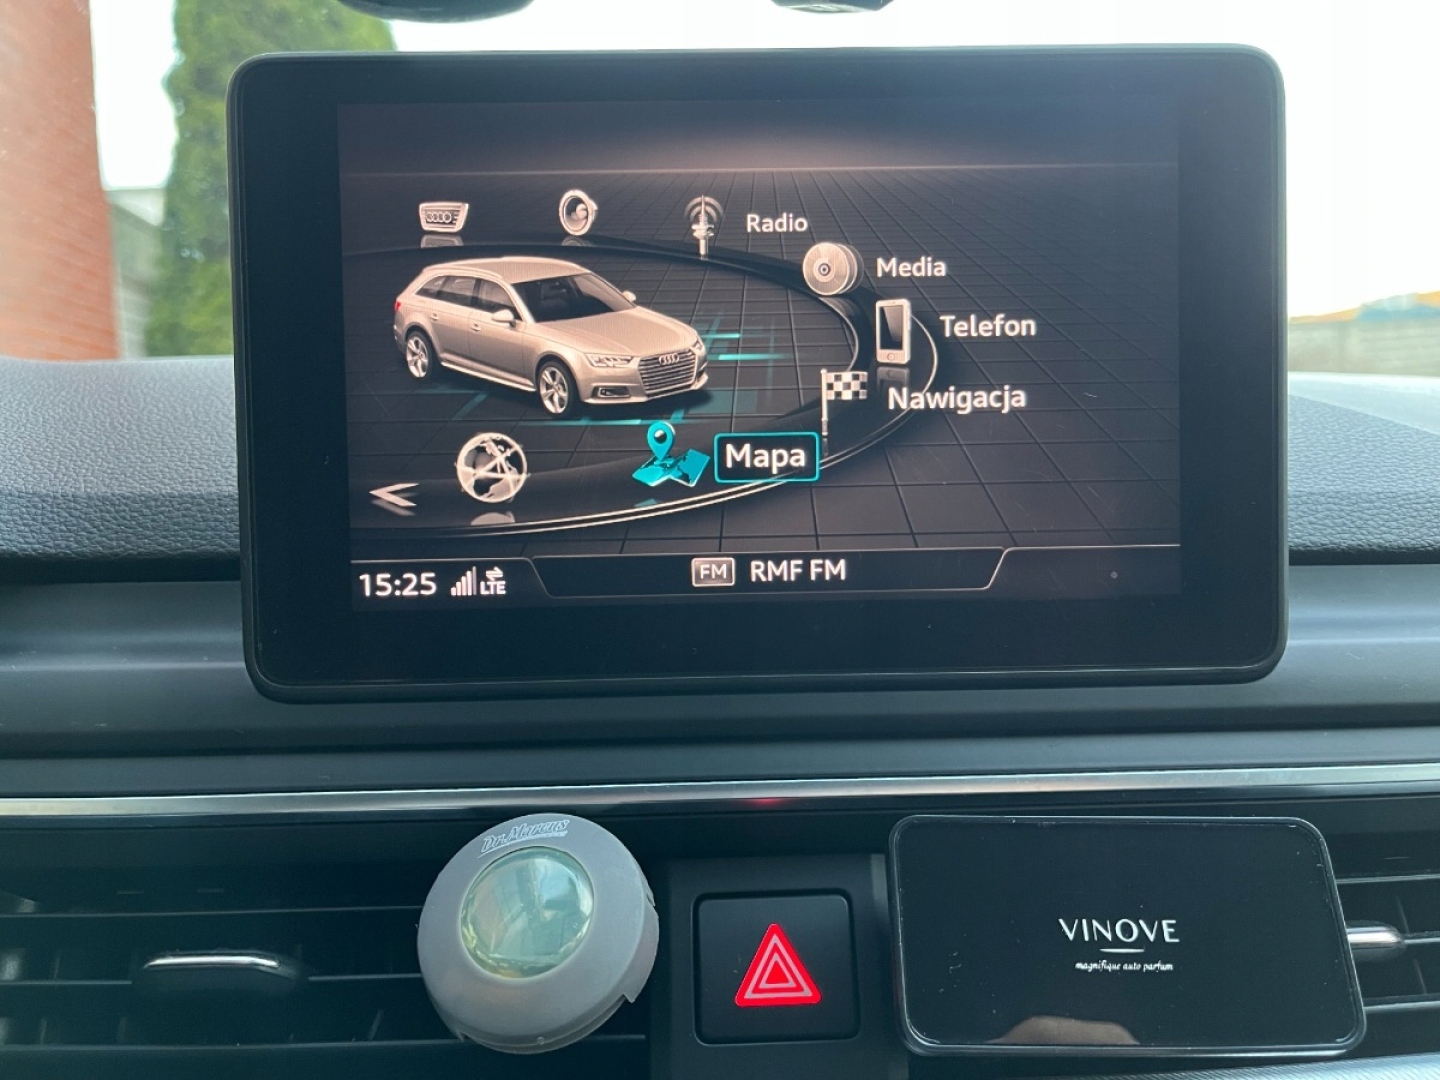 Radio
Media
Telefon
Nawigacja
Mapa
15:25 LTE
FM RMF FM
Dr.Marcus
VINOVE
magnifique auto parfum